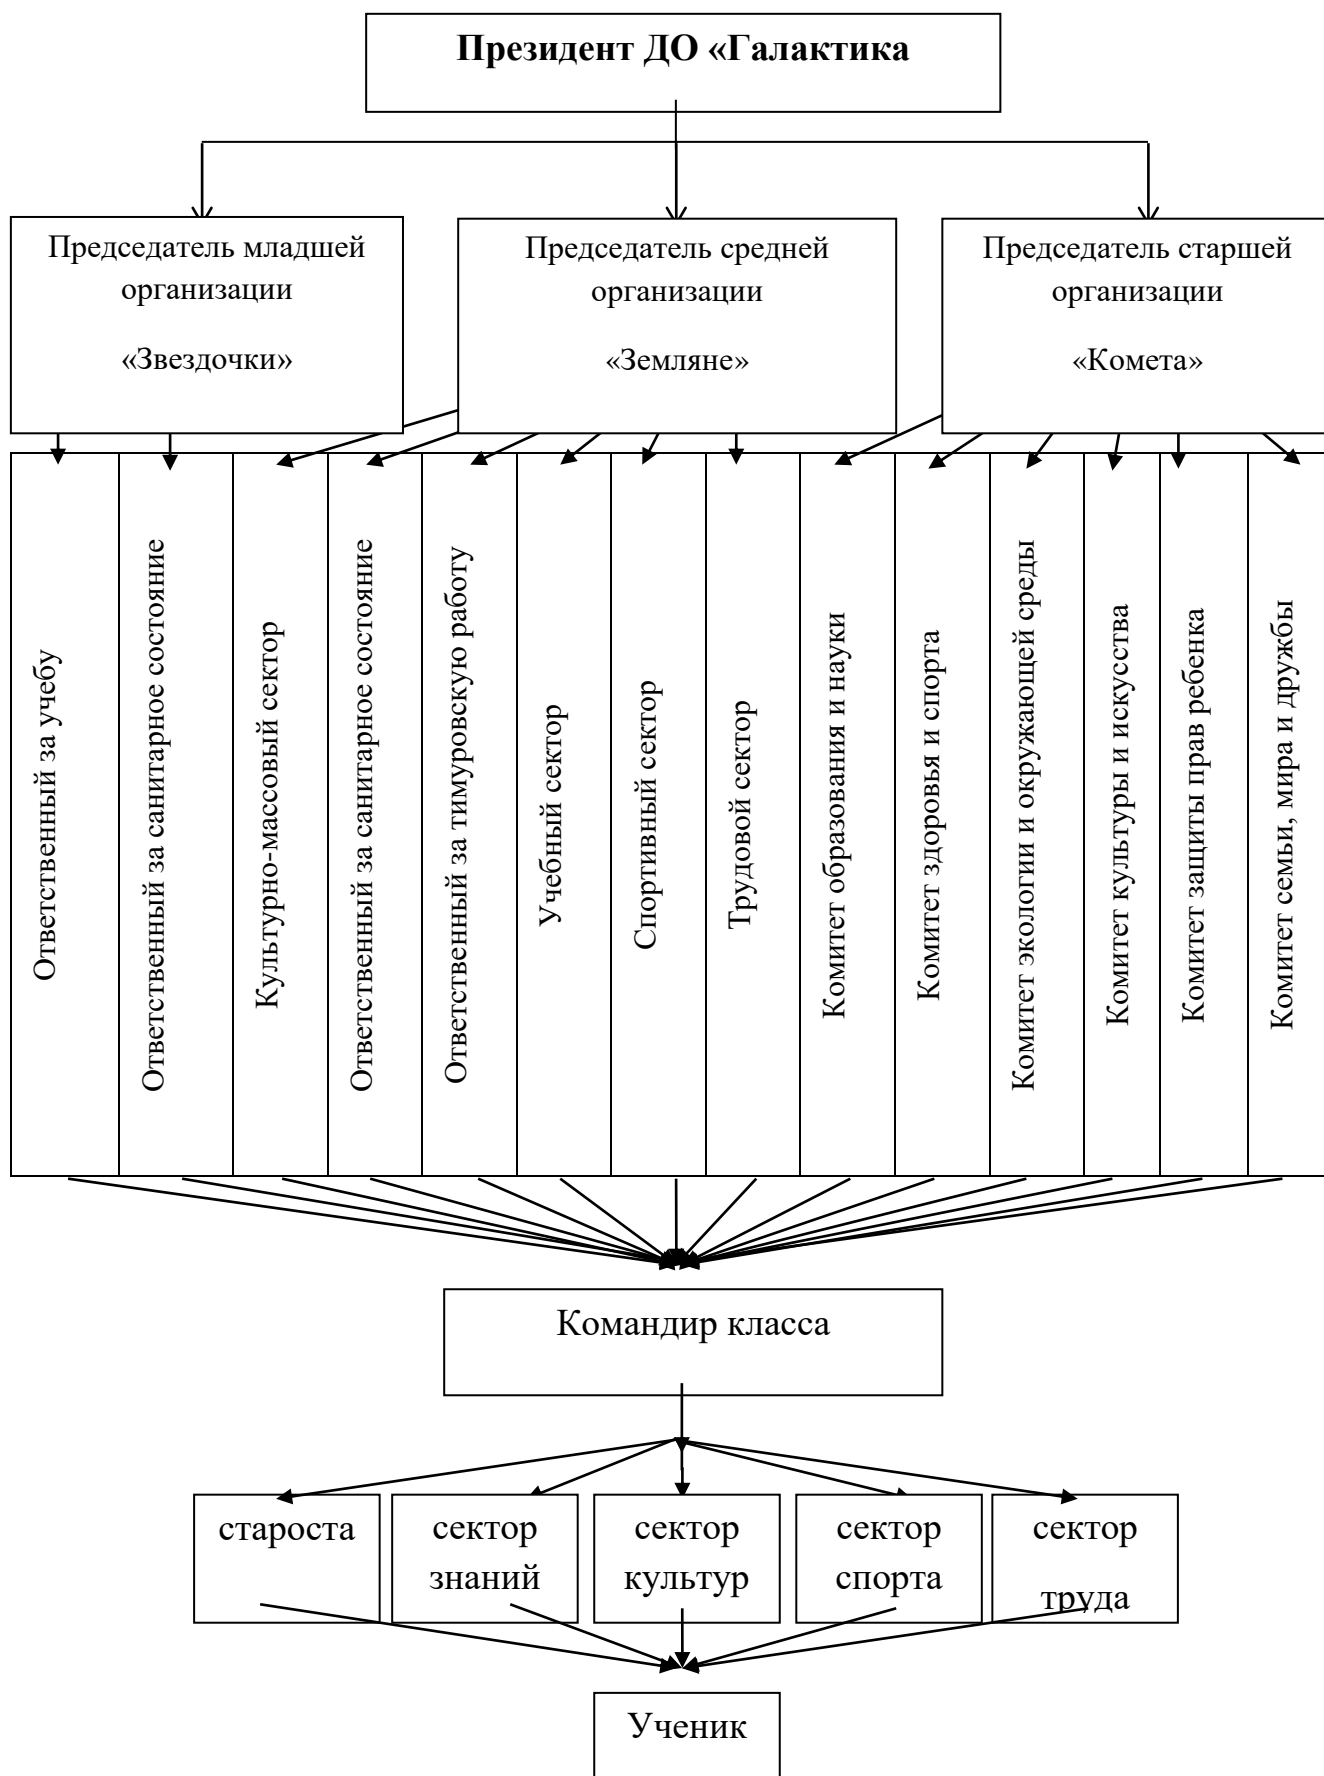 Президент ДО «Галактика
Председатель младшей
организации
«Звездочки»
Председатель средней
организации
«Земляне»
Председатель старшей
организации
«Комета»
Ответственный за учебу
Ответственный за санитарное состояние
Культурно-массовый сектор
Ответственный за санитарное состояние
Ответственный за тимуровскую работу
Учебный сектор
Спортивный сектор
Трудовой сектор
Комитет образования и науки
Комитет здоровья и спорта
Комитет экологии и окружающей среды
Комитет культуры и искусства
Комитет защиты прав ребенка
Комитет семьи, мира и дружбы
Командир класса
староста
сектор
знаний
сектор
культур
сектор
спорта
сектор
труда
Ученик